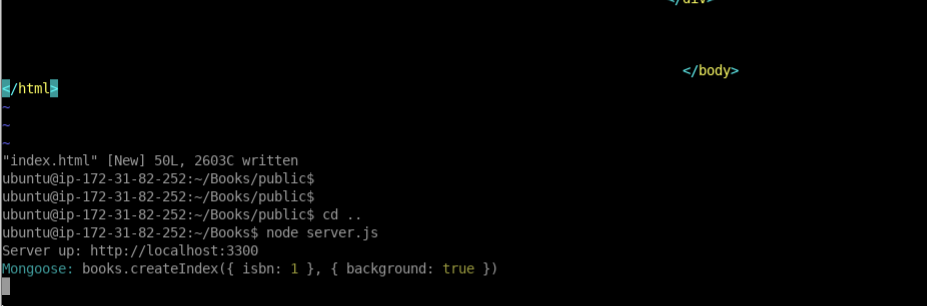 </div>
</body>
</html>
~
~
~
"index.html" [New] 50L, 2603C written
ubuntu@ip-172-31-82-252:~/Books/public$
ubuntu@ip-172-31-82-252:~/Books/public$
ubuntu@ip-172-31-82-252:~/Books/public$ cd ..
ubuntu@ip-172-31-82-252:~/Books$ node server.js
Server up: http://localhost:3300
Mongoose: books.createIndex({ isbn: 1 }, { background: true })